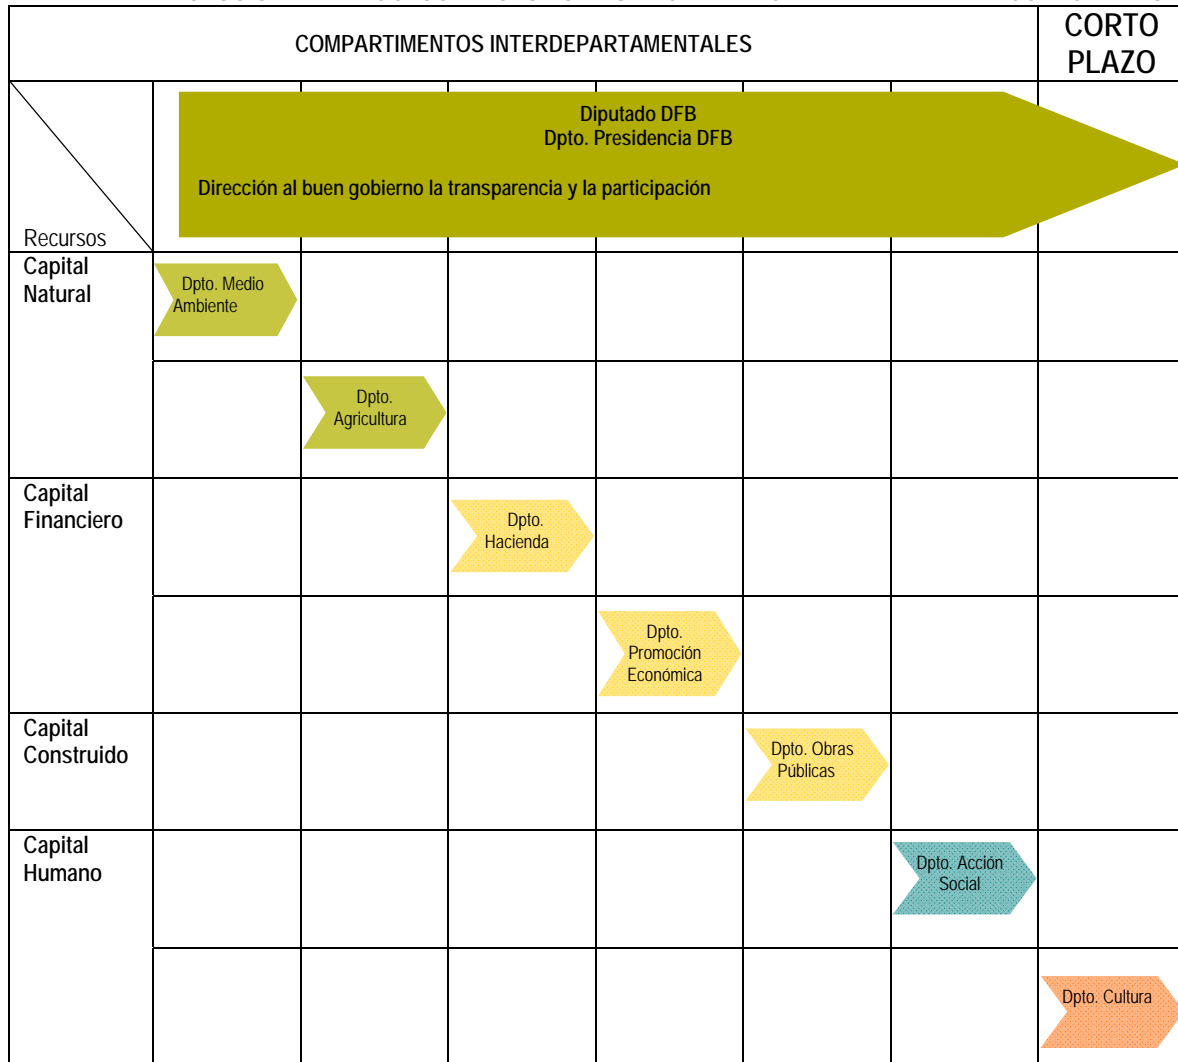 COMPARTIMENTOS INTERDEPARTAMENTALES
CORTO
PLAZO
Diputado DFB
Dpto. Presidencia DFB
Dirección al buen gobierno la transparencia y la participación
Recursos
Capital
Natural
Dpto. Medio
Ambiente
Dpto.
Agricultura
Capital
Financiero
Dpto.
Hacienda
Dpto.
Promoción
Económica
Capital
Construido
Dpto. Obras
Públicas
Capital
Humano
Dpto. Acción
Social
Dpto. Cultura